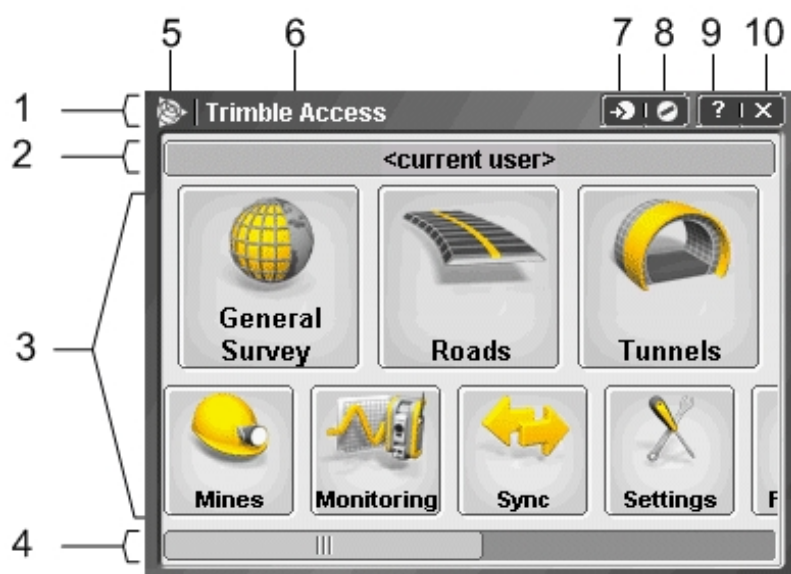 5 6 7 8 9 10
1 Trimble Access ? X
2 <current user>
3
General Survey
Roads
Tunnels
Mines
Monitoring
Sync
Settings
F
4